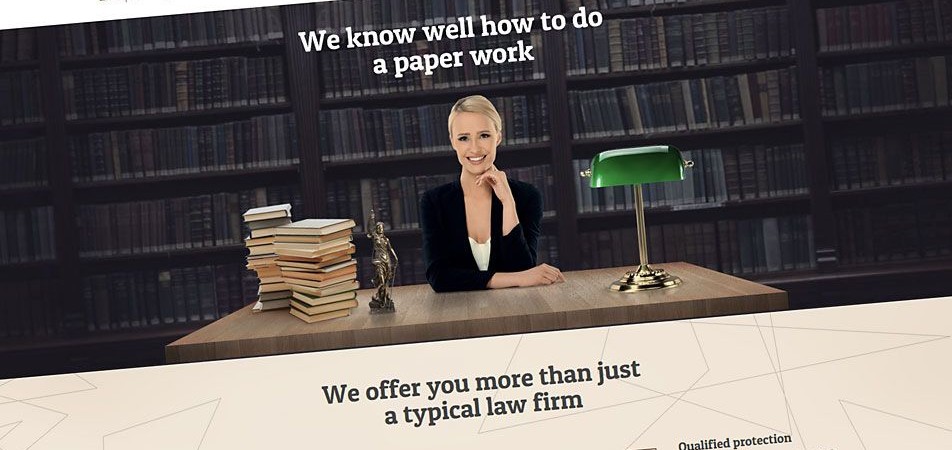 We know well how to do
a paper work
We offer you more than just
a typical law firm
Qualified protection